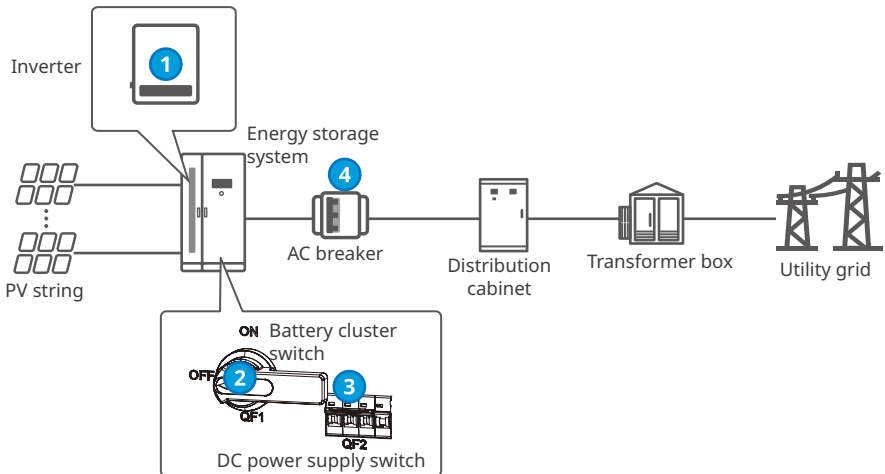 Inverter
1
Energy storage
system
4
AC breaker
PV string
Distribution
cabinet
Transformer box
Utility grid
ON
Battery cluster
switch
OFF
2
3
QF1
QF2
DC power supply switch